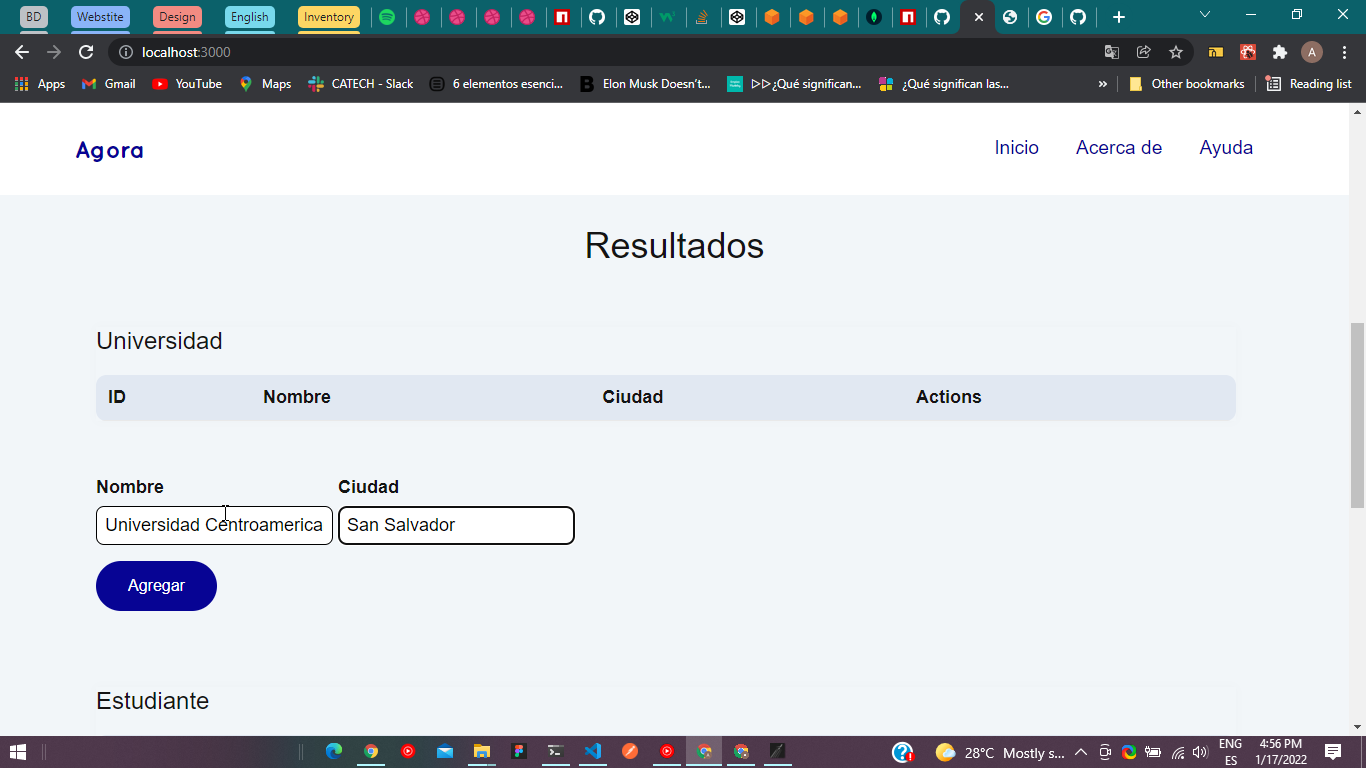 BD Webstite Design English Inventory
localhost:3000
Apps Gmail YouTube Maps CATECH - Slack 6 elementos esenci... Elon Musk Doesn't... ▷▷¿Qué significan... ¿Qué significan las... » Other bookmarks Reading list
Agora Inicio Acerca de Ayuda
Resultados
Universidad
ID Nombre Ciudad Actions
Nombre Ciudad
Universidad Centroamerica San Salvador
Agregar
Estudiante
28°C Mostly s... ENG 4:56 PM
ES 1/17/2022